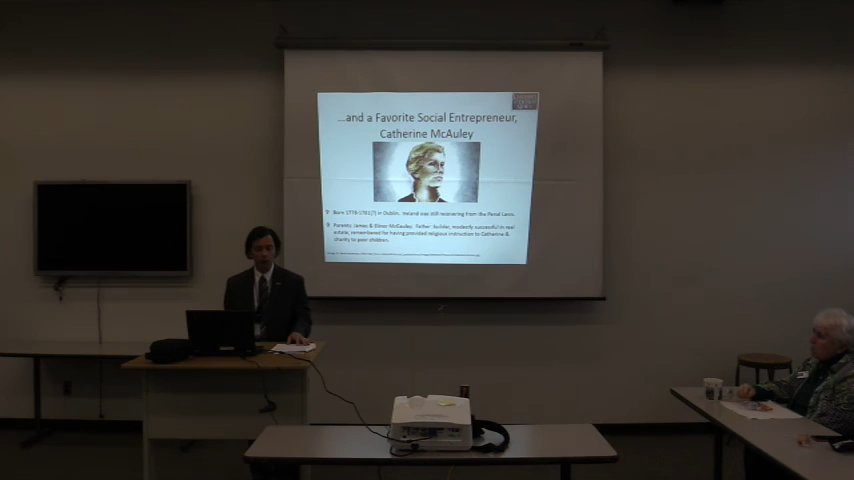 ...and a Favorite Social Entrepreneur,
Catherine McAuley
Born 1778-1781(?) in Dublin. Ireland was still recovering from the Penal Laws.
Parents: James & Elinor McGauley. Father: builder, modestly successful in real
estate; remembered for having provided religious instruction to Catherine &
charity to poor children.